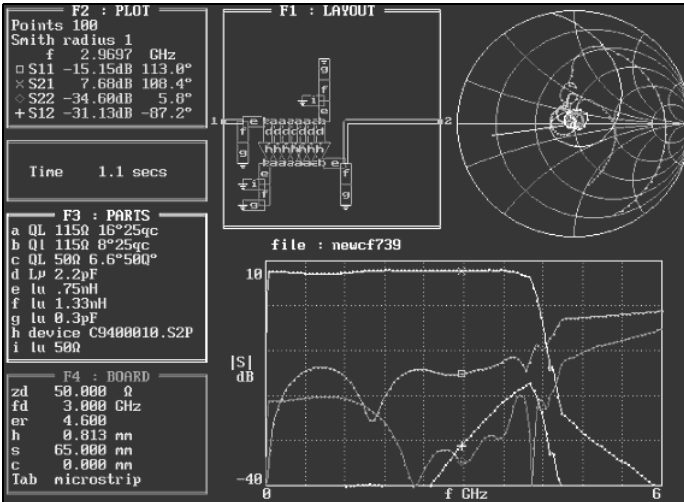 F2 : PLOT
Points 100
Smith radius 1
f 2.9697 GHz
□ S11 -15.15dB 113.0°
× S21 7.68dB 108.4°
◇ S22 -34.60dB 5.8°
+ S12 -31.13dB -87.2°
Time 1.1 secs
F3 : PARTS
a QL 115Ω 16°25qc
b Ql 115Ω 8°25qc
c QL 50Ω 6.6°50Q°
d Lμ 2.2pF
e lu .75nH
f lu 1.33nH
g lu 0.3pF
h device C9400010.S2P
i lu 50Ω
F4 : BOARD
zd 50.000 Ω
fd 3.000 GHz
er 4.600
h 0.813 mm
s 65.000 mm
c 0.000 mm
Tab microstrip
F1 : LAYOUT
g
f
i
1 e d d d d d d 2
f h h h h h h f
g a a a a a a e g
e
i
f
i
g
file : newcf739
10
|S|
dB
-40
0 f GHz 6